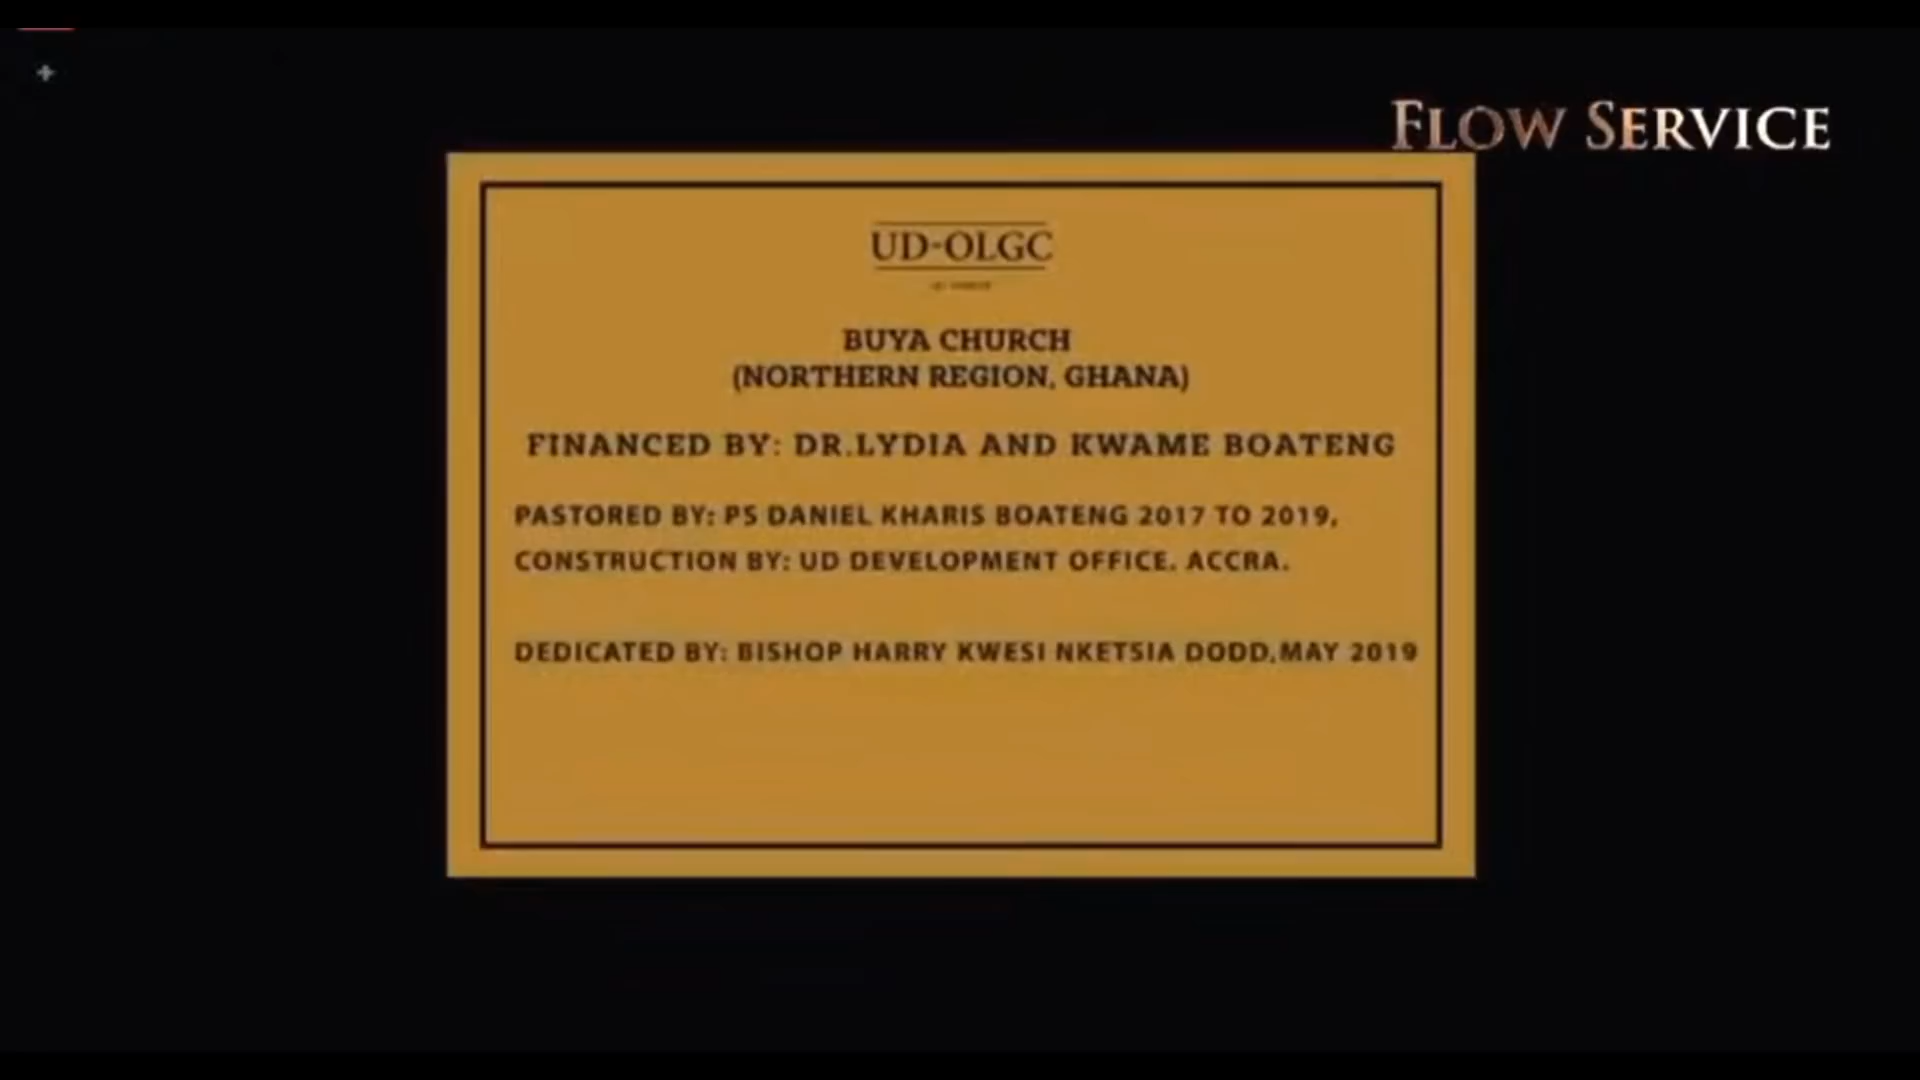 FLOW SERVICE
UD-OLGC
BUYA CHURCH
(NORTHERN REGION, GHANA)
FINANCED BY: DR.LYDIA AND KWAME BOATENG
PASTORED BY: PS DANIEL KHARIS BOATENG 2017 TO 2019,
CONSTRUCTION BY: UD DEVELOPMENT OFFICE. ACCRA.
DEDICATED BY: BISHOP HARRY KWESI NKETSIA DODD,MAY 2019